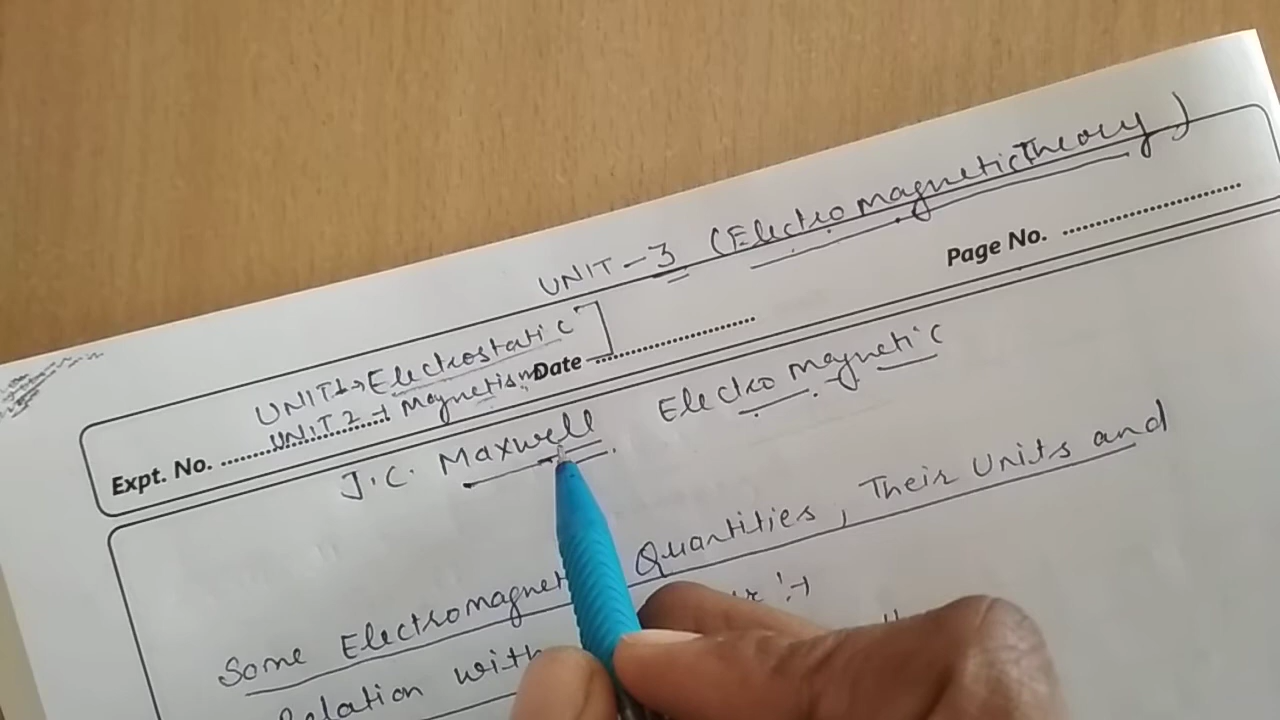 UNIT - 3 (Electromagnetic Theory)
UNIT 1 → Electrostatic
UNIT 2 → Magnetism
Expt. No. Date Page No.
J.C. Maxwell. Electromagnetic
Some Quantities, Their Units and
Relation with